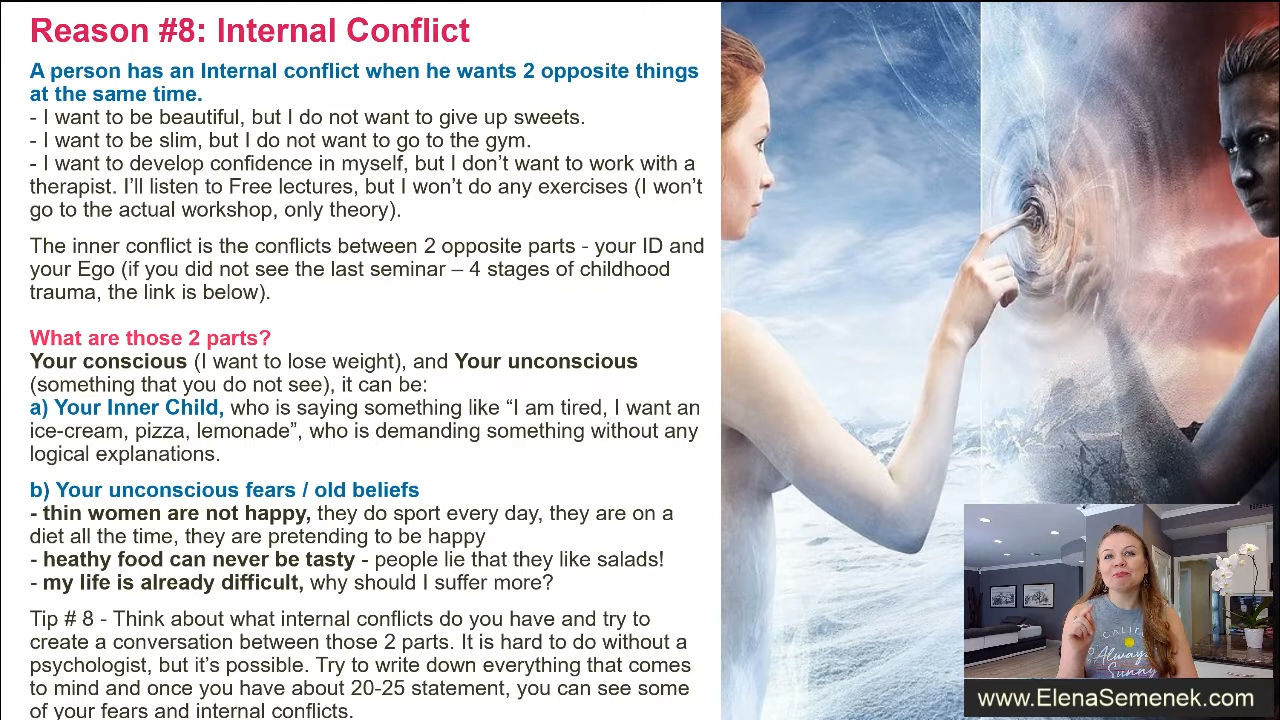 Reason #8: Internal Conflict
A person has an Internal conflict when he wants 2 opposite things
at the same time.
- I want to be beautiful, but I do not want to give up sweets.
- I want to be slim, but I do not want to go to the gym.
- I want to develop confidence in myself, but I don’t want to work with a
therapist. I’ll listen to Free lectures, but I won’t do any exercises (I won’t
go to the actual workshop, only theory).
The inner conflict is the conflicts between 2 opposite parts - your ID and
your Ego (if you did not see the last seminar – 4 stages of childhood
trauma, the link is below).
What are those 2 parts?
Your conscious (I want to lose weight), and Your unconscious
(something that you do not see), it can be:
a) Your Inner Child, who is saying something like “I am tired, I want an
ice-cream, pizza, lemonade”, who is demanding something without any
logical explanations.
b) Your unconscious fears / old beliefs
- thin women are not happy, they do sport every day, they are on a
diet all the time, they are pretending to be happy
- heathy food can never be tasty - people lie that they like salads!
- my life is already difficult, why should I suffer more?
Tip # 8 - Think about what internal conflicts do you have and try to
create a conversation between those 2 parts. It is hard to do without a
psychologist, but it’s possible. Try to write down everything that comes
to mind and once you have about 20-25 statement, you can see some
of your fears and internal conflicts.
Always
Sunny
www.ElenaSemenek.com